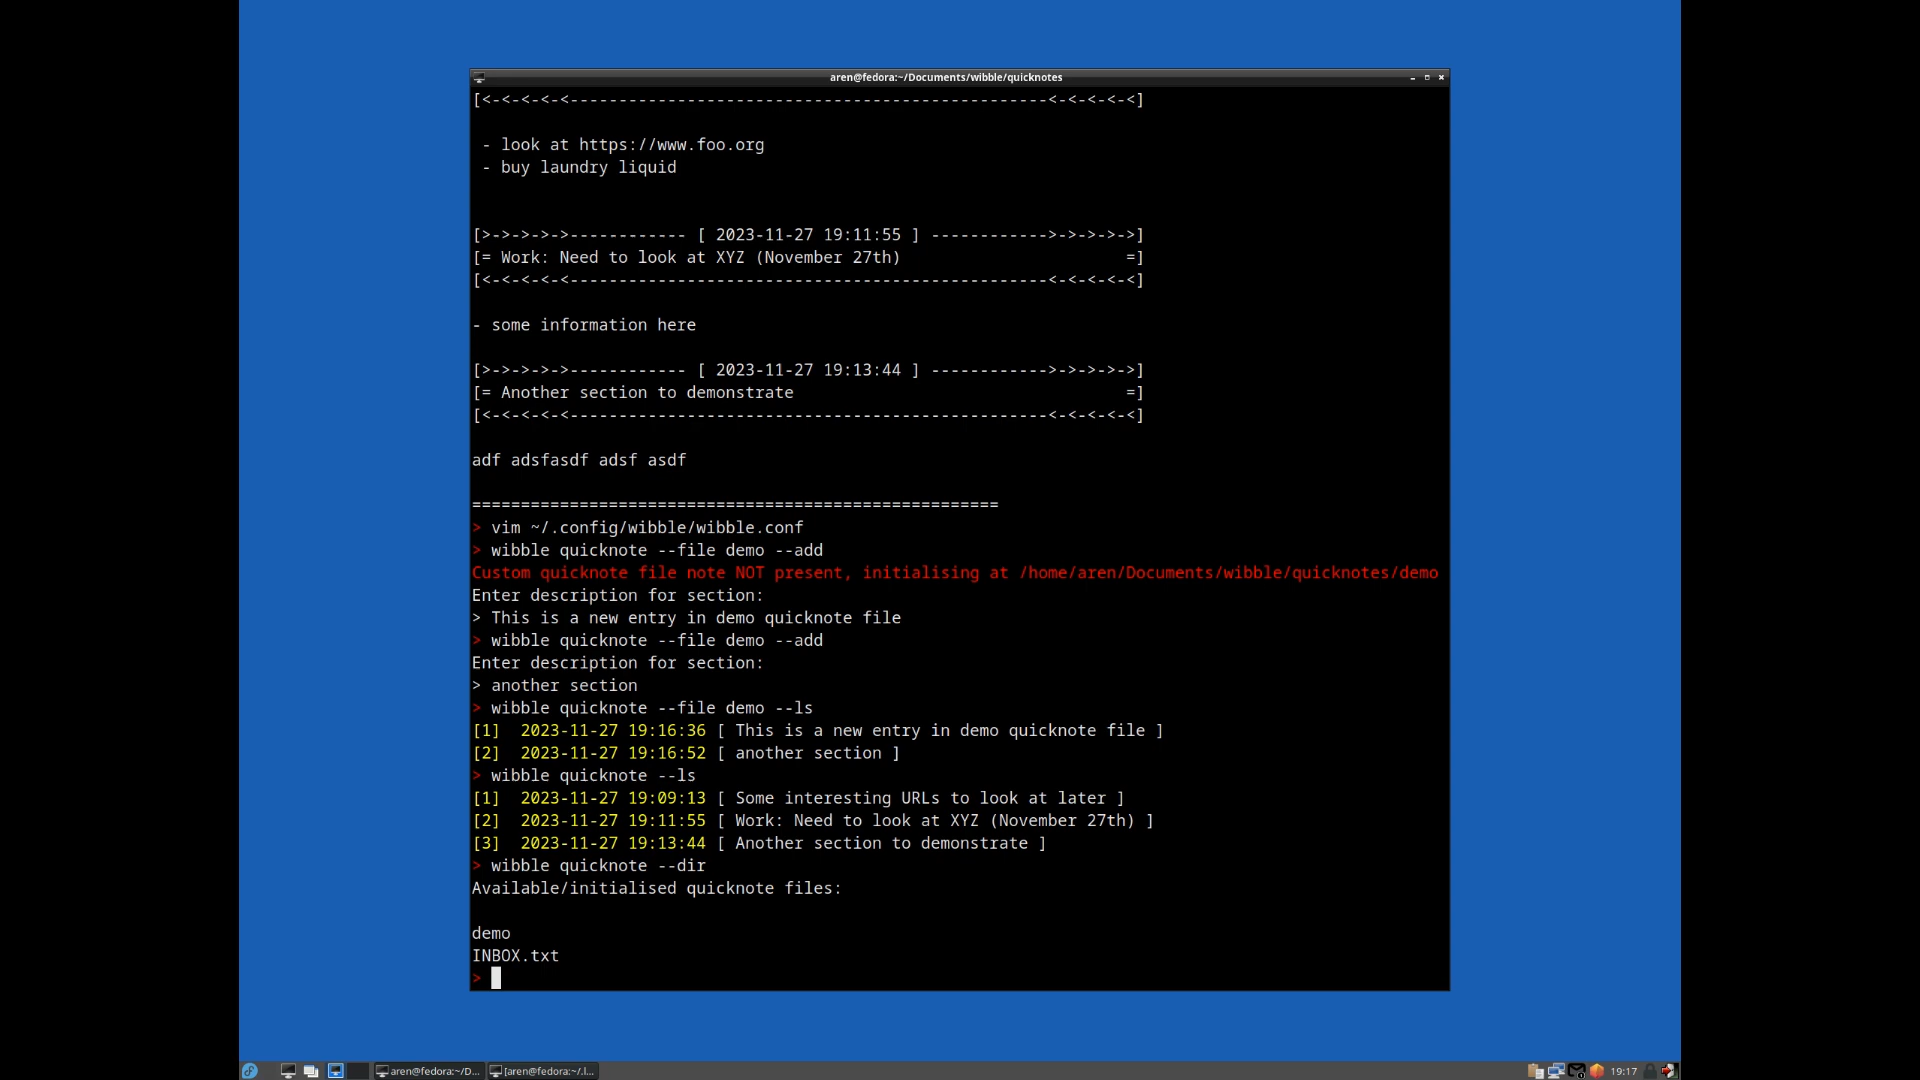 aren@fedora:~/Documents/wibble/quicknotes
[<-<-<-<-<-------------------------------------------------<-<-<-<-<]
- look at https://www.foo.org
- buy laundry liquid
[>->->->->------------ [ 2023-11-27 19:11:55 ] ------------>->->->->]
[= Work: Need to look at XYZ (November 27th) =]
[<-<-<-<-<-------------------------------------------------<-<-<-<-<]
- some information here
[>->->->->------------ [ 2023-11-27 19:13:44 ] ------------>->->->->]
[= Another section to demonstrate =]
[<-<-<-<-<-------------------------------------------------<-<-<-<-<]
adf adsfasdf adsf asdf
======================================================
> vim ~/.config/wibble/wibble.conf
> wibble quicknote --file demo --add
Custom quicknote file note NOT present, initialising at /home/aren/Documents/wibble/quicknotes/demo
Enter description for section:
> This is a new entry in demo quicknote file
> wibble quicknote --file demo --add
Enter description for section:
> another section
> wibble quicknote --file demo --ls
[1] 2023-11-27 19:16:36 [ This is a new entry in demo quicknote file ]
[2] 2023-11-27 19:16:52 [ another section ]
> wibble quicknote --ls
[1] 2023-11-27 19:09:13 [ Some interesting URLs to look at later ]
[2] 2023-11-27 19:11:55 [ Work: Need to look at XYZ (November 27th) ]
[3] 2023-11-27 19:13:44 [ Another section to demonstrate ]
> wibble quicknote --dir
Available/initialised quicknote files:
demo
INBOX.txt
>
aren@fedora:~/D... [aren@fedora:~/.l... 19:17